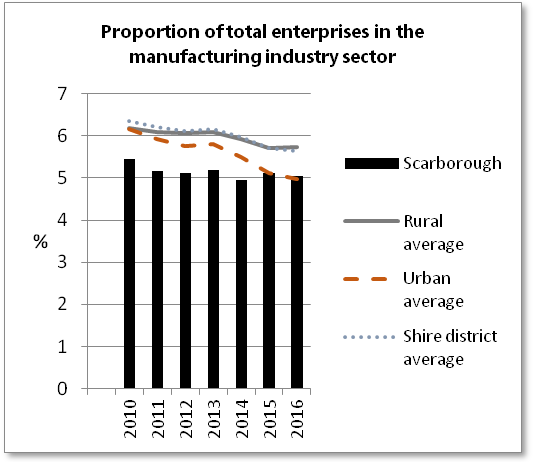 Proportion of total enterprises in the
manufacturing industry sector
7
6
5
4
3
2
1
0
%
2010
2011
2012
2013
2014
2015
2016
Scarborough
Rural
average
Urban
average
Shire district
average